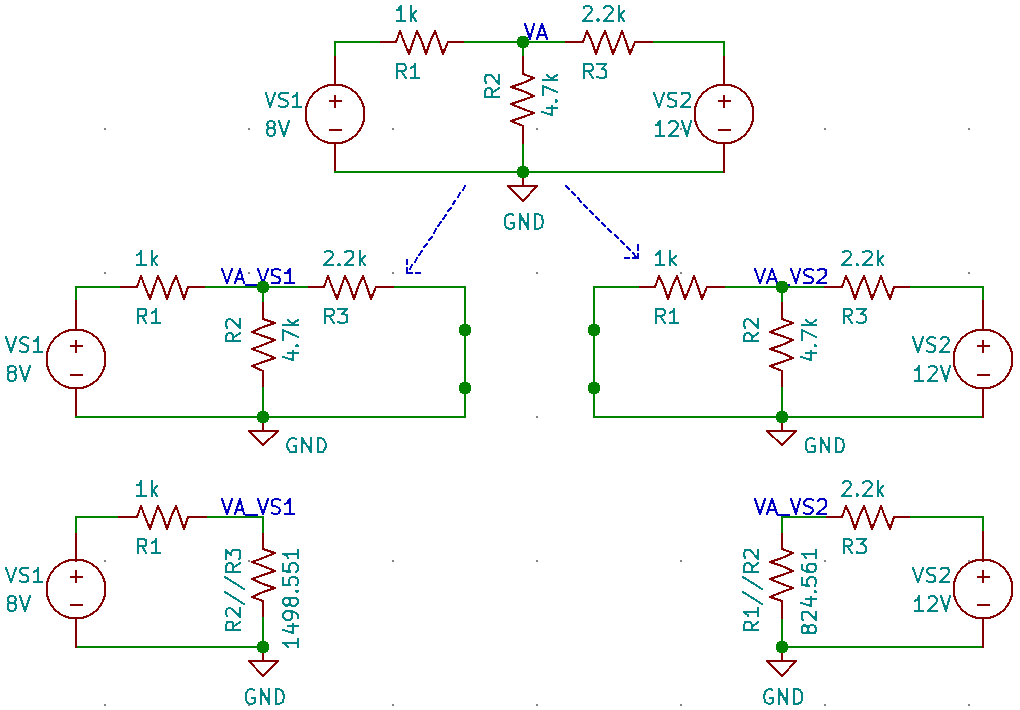 1k
VA
2.2k
R1
R2
4.7k
R3
VS1
8V
VS2
12V
GND
1k
VA_VS1
2.2k
R1
R2
4.7k
R3
VS1
8V
GND
1k
VA_VS2
2.2k
R1
R2
4.7k
R3
VS2
12V
GND
1k
VA_VS1
R1
R2//R3
1498.551
VS1
8V
GND
VA_VS2
2.2k
R1//R2
824.561
R3
VS2
12V
GND